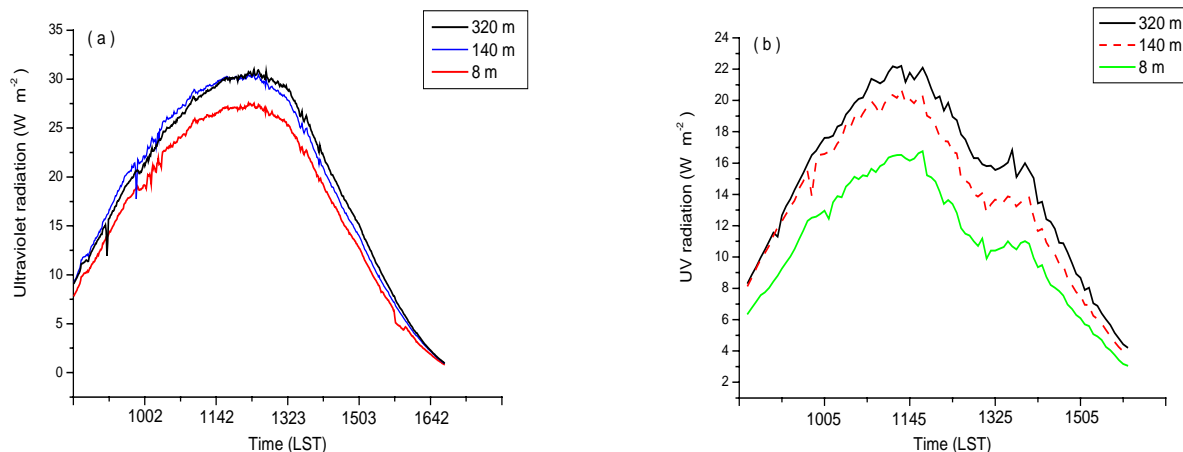 ( a )
320 m
140 m
8 m
Ultraviolet radiation (W m-2)
35
30
25
20
15
10
5
0
1002 1142 1323 1503 1642
Time (LST)
( b )
320 m
140 m
8 m
UV radiation (W m-2)
24
22
20
18
16
14
12
10
8
6
4
2
1005 1145 1325 1505
Time (LST)